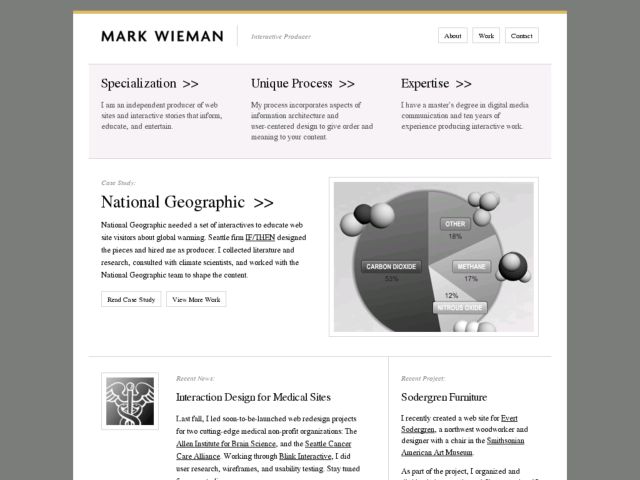 MARK WIEMAN
Interactive Producer
About
Work
Contact
Specialization >>
I am an independent producer of web
sites and interactive stories that inform,
educate, and entertain.
Unique Process >>
My process incorporates aspects of
information architecture and
user-centered design to give order and
meaning to your content.
Expertise >>
I have a master's degree in digital media
communication and ten years of
experience producing interactive work.
Case Study:
National Geographic >>
National Geographic needed a set of interactives to educate web
site visitors about global warming. Seattle firm IF/THEN designed
the pieces and hired me as producer. I collected literature and
research, consulted with climate scientists, and worked with the
National Geographic team to shape the content.
Read Case Study
View More Work
OTHER
18%
CARBON DIOXIDE
53%
METHANE
17%
12%
NITROUS OXIDE
Recent News:
Interaction Design for Medical Sites
Last fall, I led soon-to-be-launched web redesign projects
for two cutting-edge medical non-profit organizations: The
Allen Institute for Brain Science, and the Seattle Cancer
Care Alliance. Working through Blink Interactive, I did
user research, wireframes, and usability testing. Stay tuned
Recent Project:
Sodergren Furniture
I recently created a web site for Evert
Sodergren, a northwest woodworker and
designer with a chair in the Smithsonian
American Art Museum.
As part of the project, I organized and